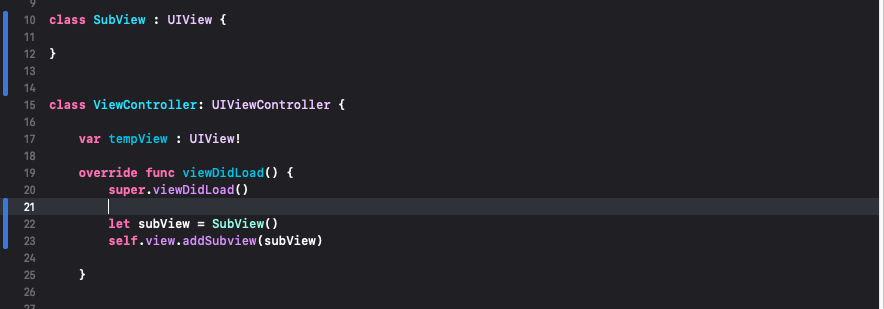 9
10 class SubView : UIView {
11
12 }
13
14
15 class ViewController: UIViewController {
16
17     var tempView : UIView!
18
19     override func viewDidLoad() {
20         super.viewDidLoad()
21
22         let subView = SubView()
23         self.view.addSubview(subView)
24
25     }
26
27